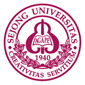 SEJONG UNIVERSITAS
1940
CREATIVITAS SERVITIUM